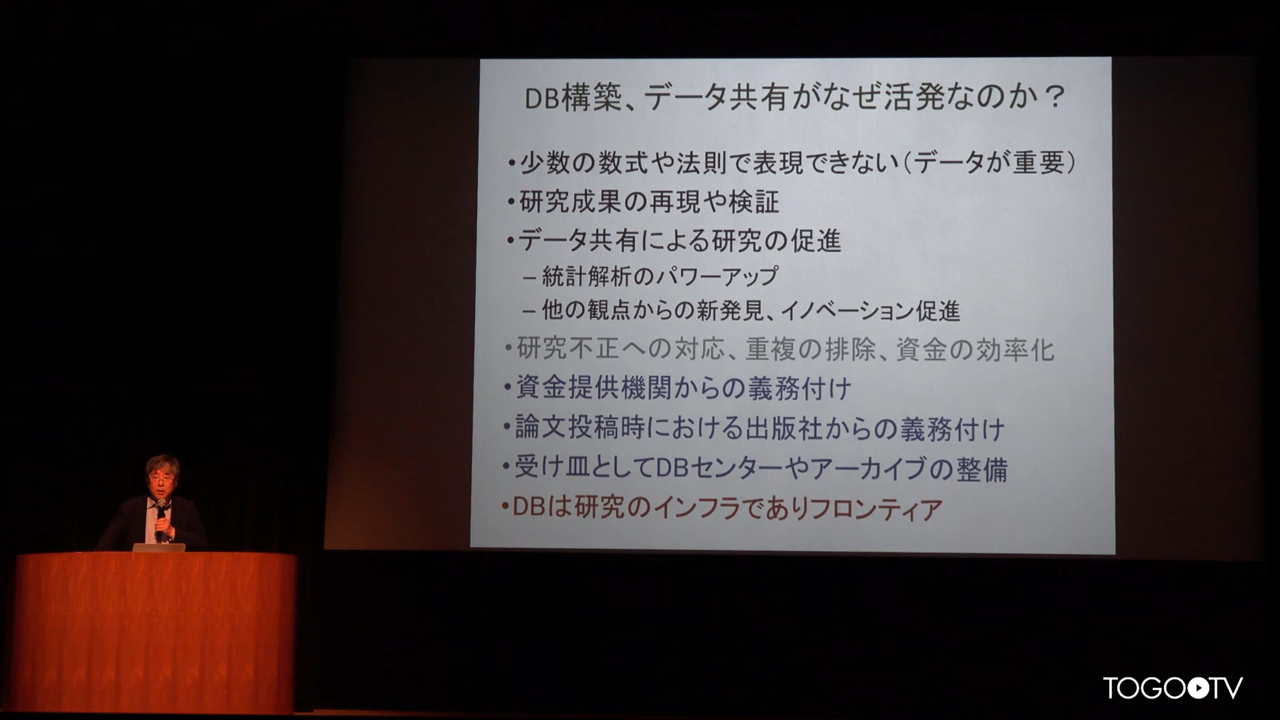 DB構築、データ共有がなぜ活発なのか？
•少数の数式や法則で表現できない（データが重要）
•研究成果の再現や検証
•データ共有による研究の促進
– 統計解析のパワーアップ
– 他の観点からの新発見、イノベーション促進
•研究不正への対応、重複の排除、資金の効率化
•資金提供機関からの義務付け
•論文投稿時における出版社からの義務付け
•受け皿としてDBセンターやアーカイブの整備
•DBは研究のインフラでありフロンティア
TOGO TV